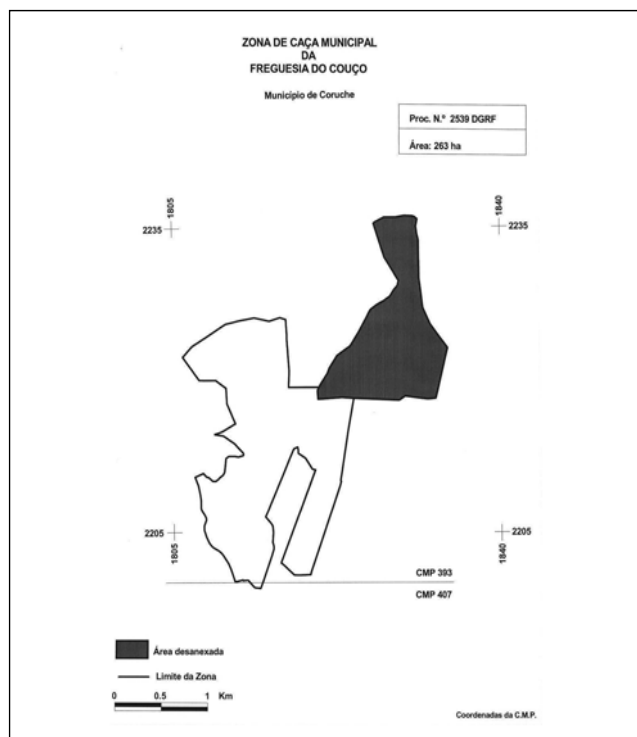 ZONA DE CAÇA MUNICIPAL
DA
FREGUESIA DO COUÇO
Município de Coruche
Proc. N.º 2539 DGRF
Área: 263 ha
1805
2235
1840
2235
2205
1805
2205
1840
CMP 393
CMP 407
Área desanexada
Limite da Zona
0 0.5 1 Km
Coordenadas da C.M.P.